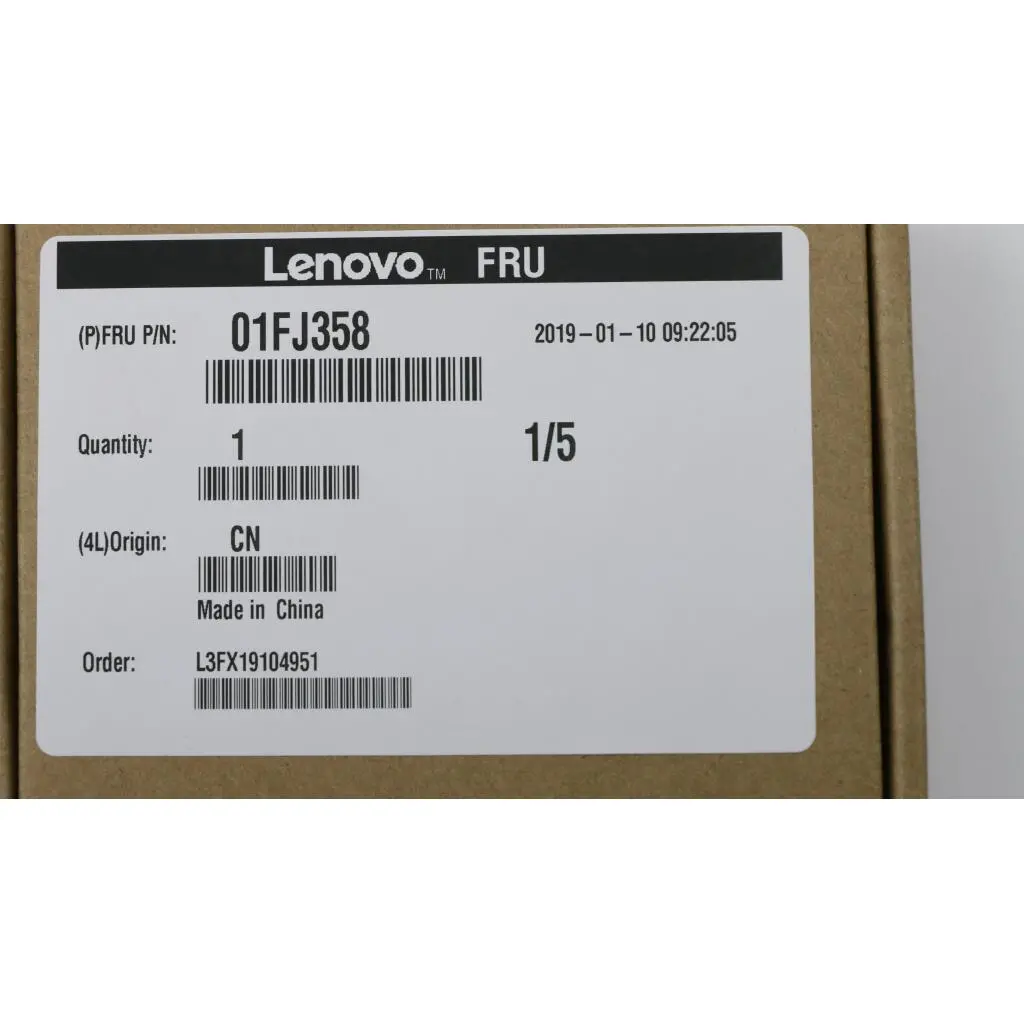 Lenovo™ FRU
(P)FRU P/N: 01FJ358 2019-01-10 09:22:05
Quantity: 1 1/5
(4L)Origin: CN
Made in China
Order: L3FX19104951